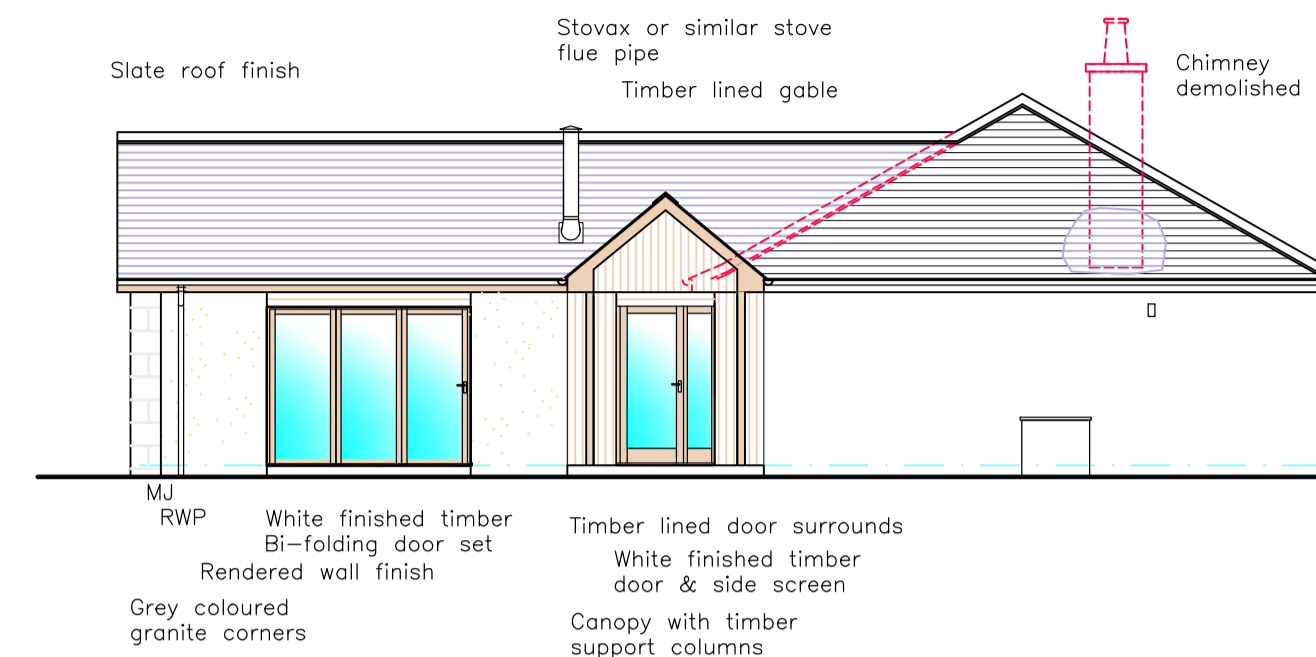 Stovax or similar stove
flue pipe
Slate roof finish
Timber lined gable
Chimney
demolished
MJ
RWP
White finished timber
Bi-folding door set
Rendered wall finish
Grey coloured
granite corners
Timber lined door surrounds
White finished timber
door & side screen
Canopy with timber
support columns